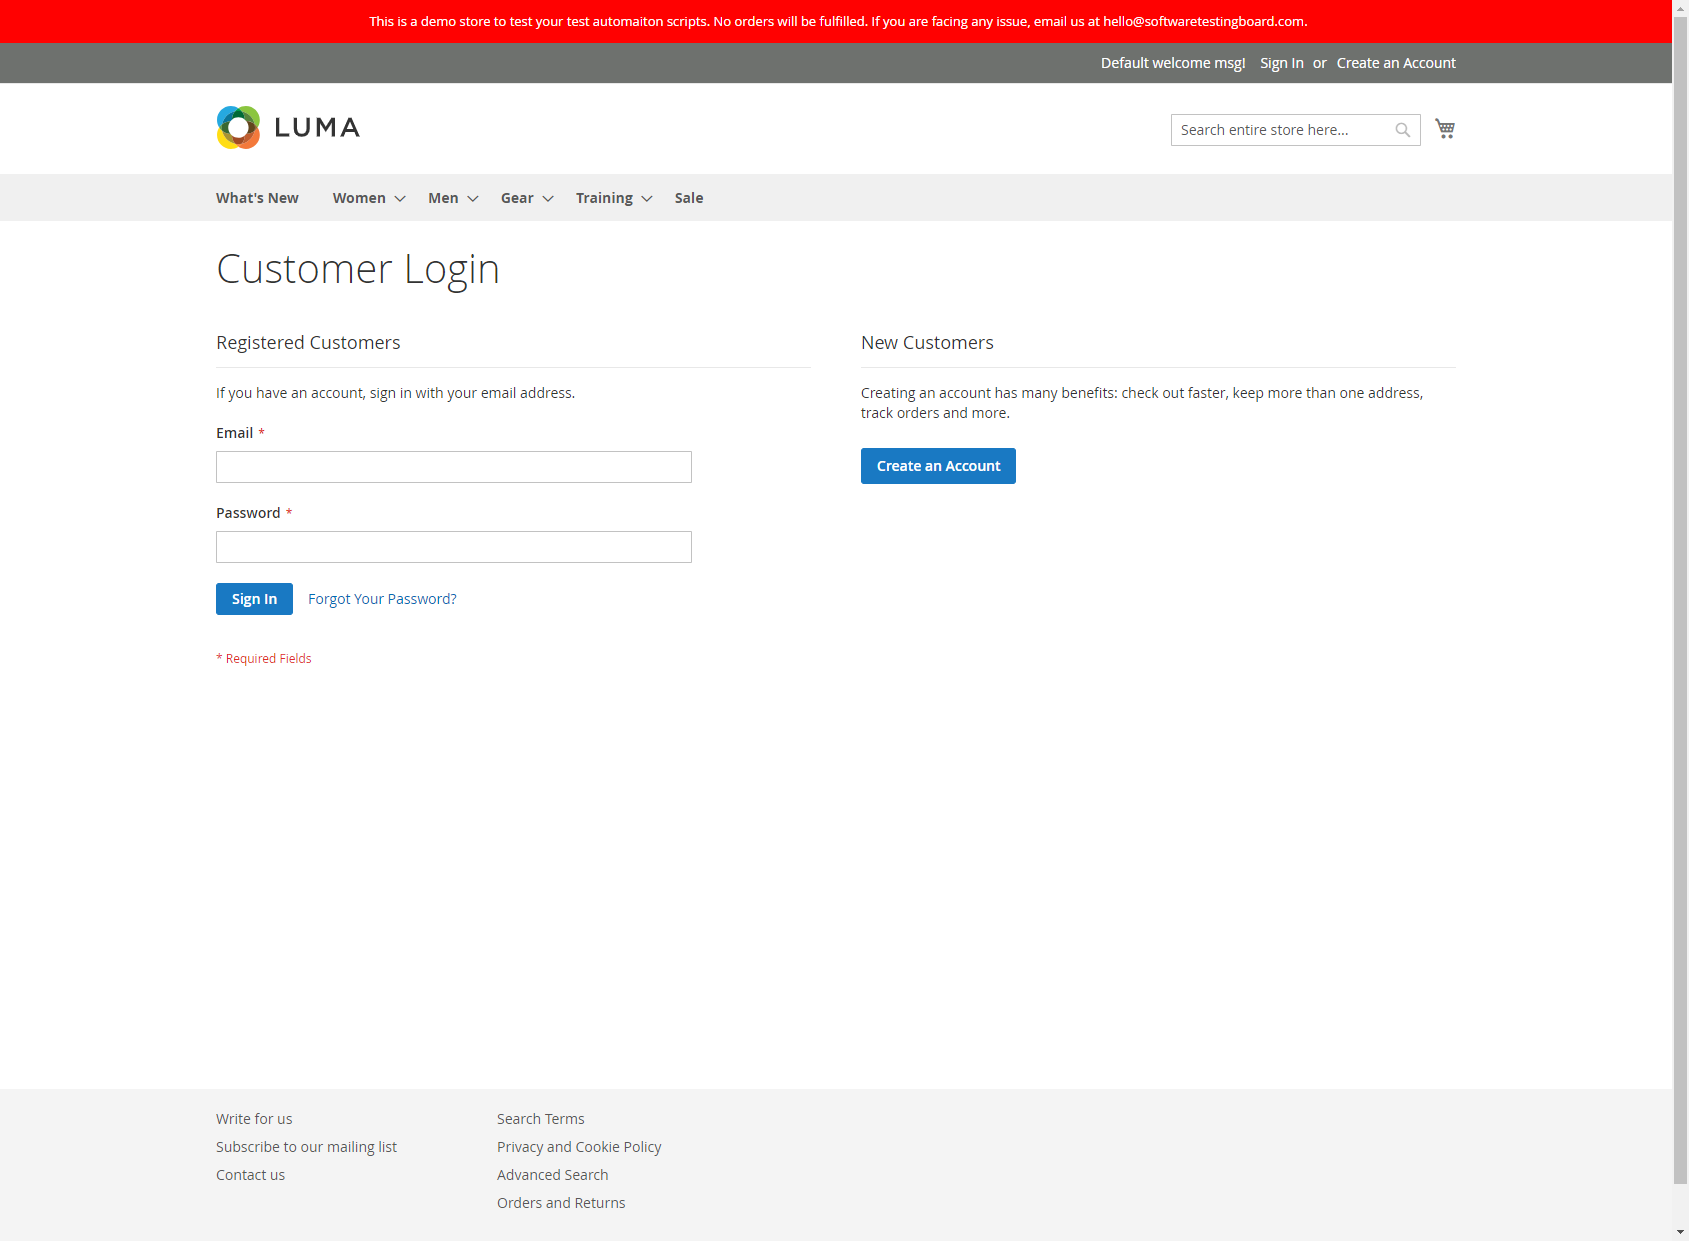 This is a demo store to test your test automaiton scripts. No orders will be fulfilled. If you are facing any issue, email us at hello@softwaretestingboard.com.
Default welcome msg! Sign In or Create an Account
LUMA
Search entire store here...
What's New Women Men Gear Training Sale
Customer Login
Registered Customers
If you have an account, sign in with your email address.
Email *
Password *
Sign In Forgot Your Password?
* Required Fields
New Customers
Creating an account has many benefits: check out faster, keep more than one address,
track orders and more.
Create an Account
Write for us
Subscribe to our mailing list
Contact us
Search Terms
Privacy and Cookie Policy
Advanced Search
Orders and Returns